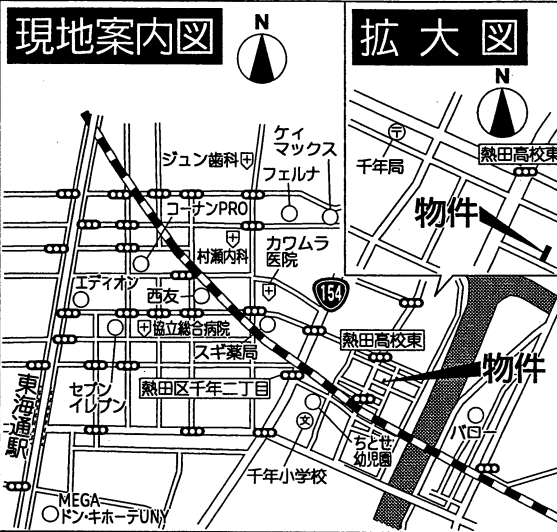 現地案内図
N
拡大図
N
〒
千年局
熱田高校東
物件
ケイ
マックス
ジュン歯科
フェルナ
コーナンPRO
村瀬内科
カワムラ
医院
エディオン
西友
154
協立総合病院
スギ薬局
熱田高校東
物件
セブン
イレブン
熱田区千年二丁目
東海通駅
文
ちとせ
幼児園
バロー
千年小学校
MEGA
ドン・キホーテUNY